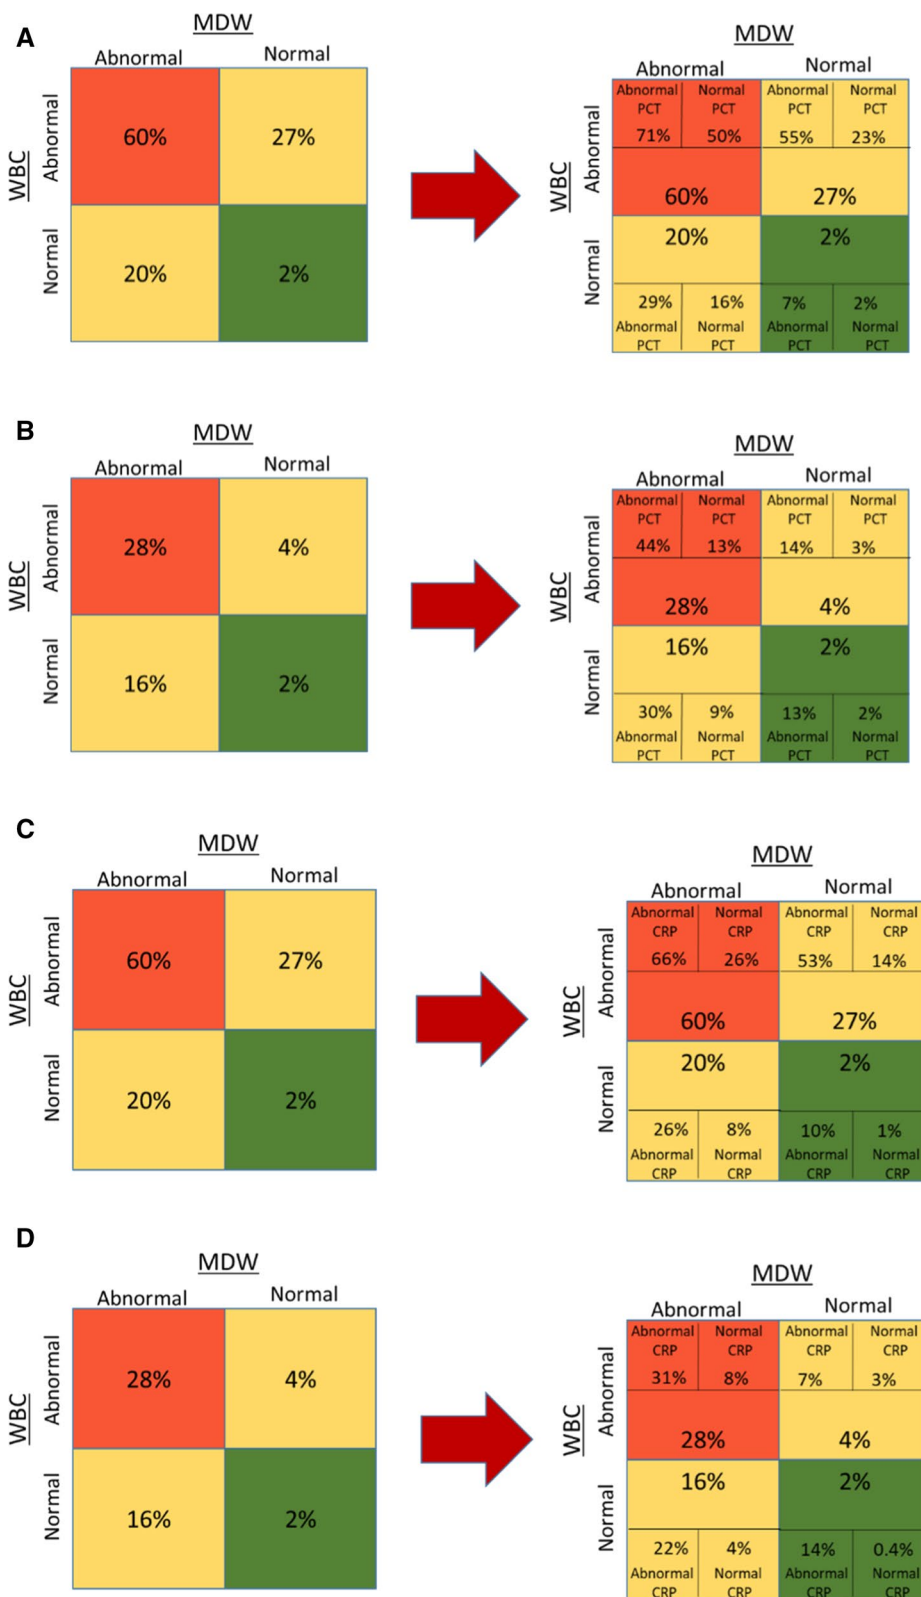 A
MDW
Abnormal Normal
WBC
Abnormal
Normal
60% 27%
20% 2%
MDW
Abnormal Normal
WBC
Abnormal
Normal
Abnormal Normal Abnormal Normal
PCT PCT PCT PCT
71% 50% 55% 23%
60% 27%
20% 2%
29% 16% 7% 2%
Abnormal Normal Abnormal Normal
PCT PCT PCT PCT
B
MDW
Abnormal Normal
WBC
Abnormal
Normal
28% 4%
16% 2%
MDW
Abnormal Normal
WBC
Abnormal
Normal
Abnormal Normal Abnormal Normal
PCT PCT PCT PCT
44% 13% 14% 3%
28% 4%
16% 2%
30% 9% 13% 2%
Abnormal Normal Abnormal Normal
PCT PCT PCT PCT
C
MDW
Abnormal Normal
WBC
Abnormal
Normal
60% 27%
20% 2%
MDW
Abnormal Normal
WBC
Abnormal
Normal
Abnormal Normal Abnormal Normal
CRP CRP CRP CRP
66% 26% 53% 14%
60% 27%
20% 2%
26% 8% 10% 1%
Abnormal Normal Abnormal Normal
CRP CRP CRP CRP
D
MDW
Abnormal Normal
WBC
Abnormal
Normal
28% 4%
16% 2%
MDW
Abnormal Normal
WBC
Abnormal
Normal
Abnormal Normal Abnormal Normal
CRP CRP CRP CRP
31% 8% 7% 3%
28% 4%
16% 2%
22% 4% 14% 0.4%
Abnormal Normal Abnormal Normal
CRP CRP CRP CRP